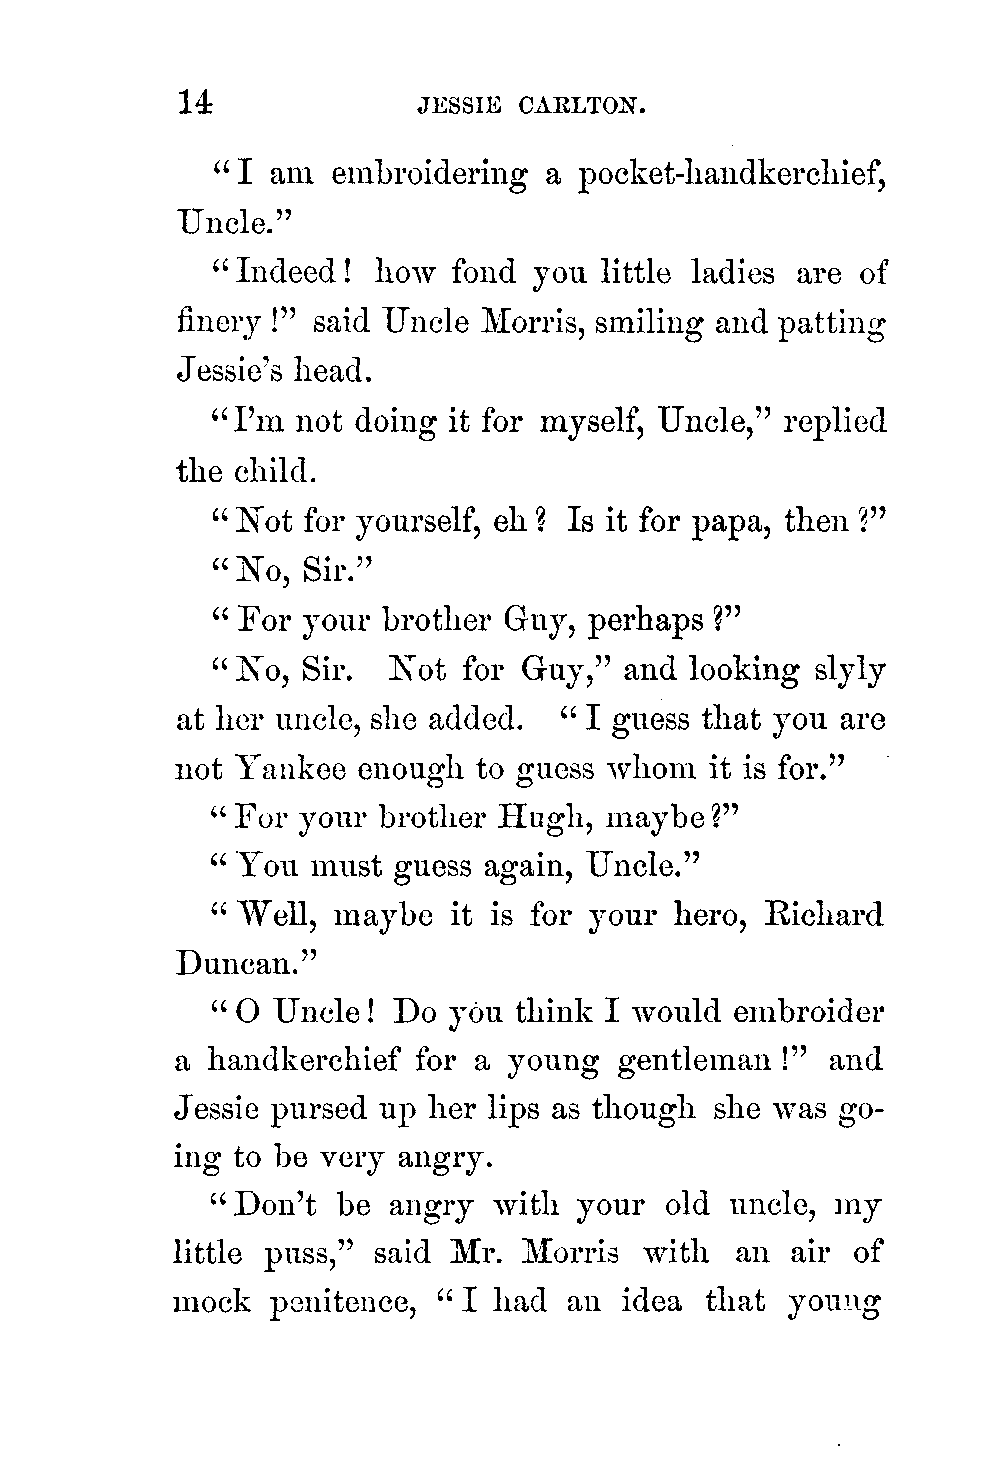 14 JESSIE CARLTON.
“I am embroidering a pocket-handkerchief,
Uncle.”
“Indeed! how fond you little ladies are of
finery!” said Uncle Morris, smiling and patting
Jessie’s head.
“I’m not doing it for myself, Uncle,” replied
the child.
“Not for yourself, eh? Is it for papa, then?”
“No, Sir.”
“For your brother Guy, perhaps?”
“No, Sir. Not for Guy,” and looking slyly
at her uncle, she added. “I guess that you are
not Yankee enough to guess whom it is for.”
“For your brother Hugh, maybe?”
“You must guess again, Uncle.”
“Well, maybe it is for your hero, Richard
Duncan.”
“O Uncle! Do you think I would embroider
a handkerchief for a young gentleman!” and
Jessie pursed up her lips as though she was go-
ing to be very angry.
“Don’t be angry with your old uncle, my
little puss,” said Mr. Morris with an air of
mock penitence, “I had an idea that young